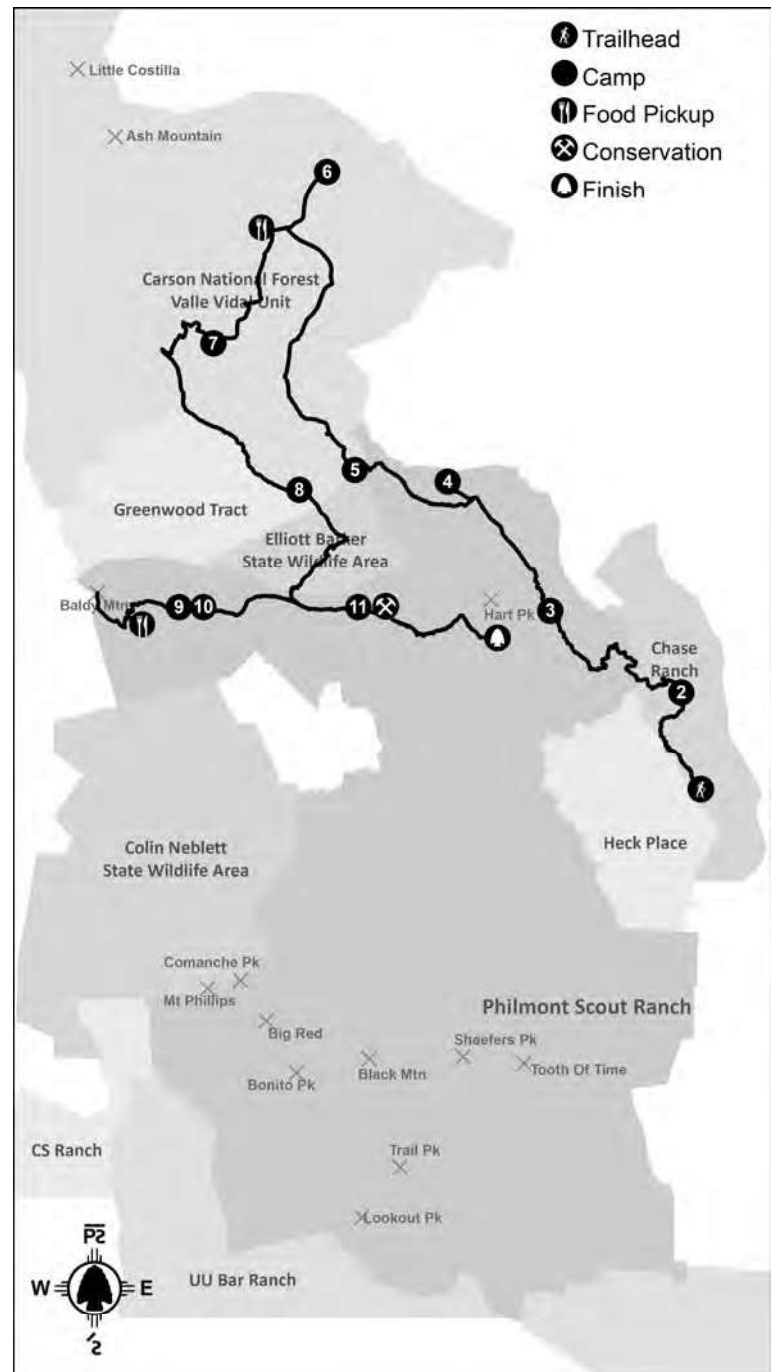 Trailhead
Camp
Food Pickup
Conservation
Finish
Little Costilla
Ash Mountain
6
Carson National Forest
Valle Vidal Unit
7
5
4
8
Greenwood Tract
Elliott Barker
State Wildlife Area
Baldy Mtn
9
10
11
Hart Pk
3
Chase
Ranch
2
Heck Place
Colin Neblett
State Wildlife Area
Comanche Pk
Mt Phillips
Philmont Scout Ranch
Big Red
Shaefers Pk
Black Mtn
Tooth Of Time
Bonito Pk
CS Ranch
Trail Pk
Lookout Pk
UU Bar Ranch
W
E